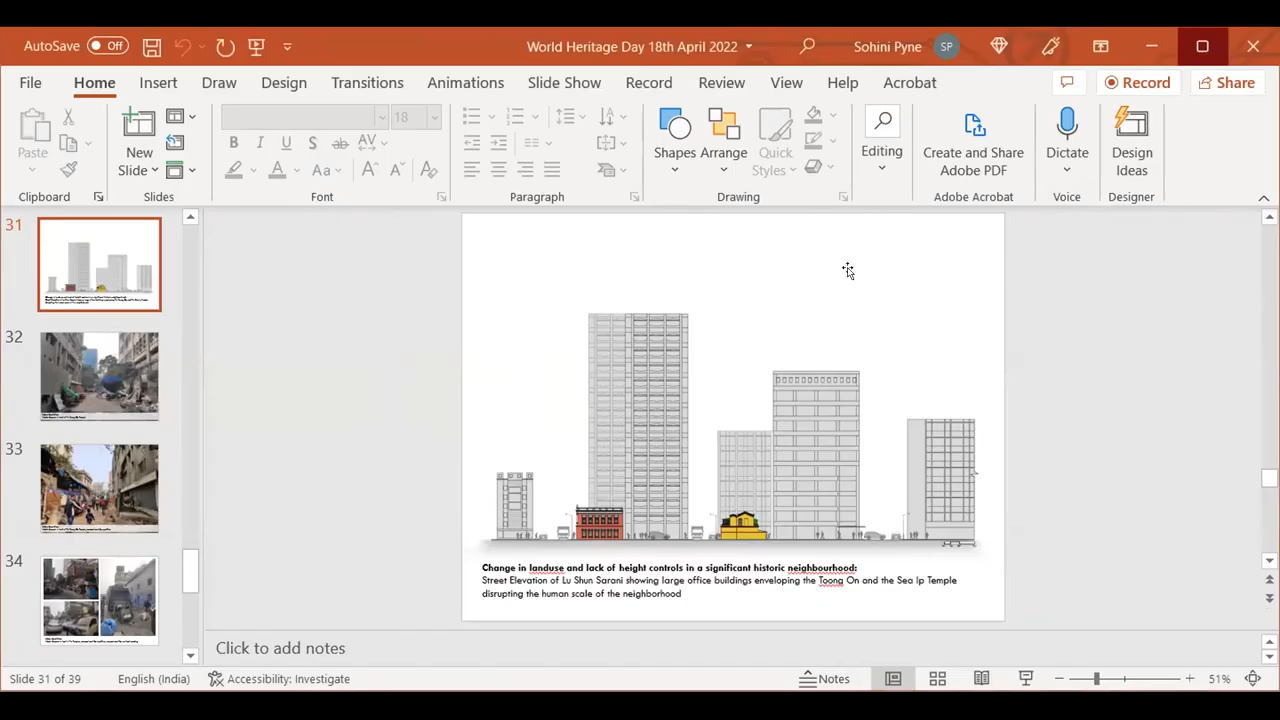 AutoSave Off World Heritage Day 18th April 2022 Sohini Pyne SP
File Home Insert Draw Design Transitions Animations Slide Show Record Review View Help Acrobat Record Share
Paste New Slide 18 B I U S ab AV Aa A A A Shapes Arrange Quick Styles Editing Create and Share Adobe PDF Dictate Design Ideas
Clipboard Slides Font Paragraph Drawing Adobe Acrobat Voice Designer
31
32
33
34
Change in landuse and lack of height controls in a significant historic neighbourhood:
Street Elevation of Lu Shun Sarani showing large office buildings enveloping the Toong On and the Sea Ip Temple
disrupting the human scale of the neighborhood
Click to add notes
Slide 31 of 39 English (India) Accessibility: Investigate Notes 51%